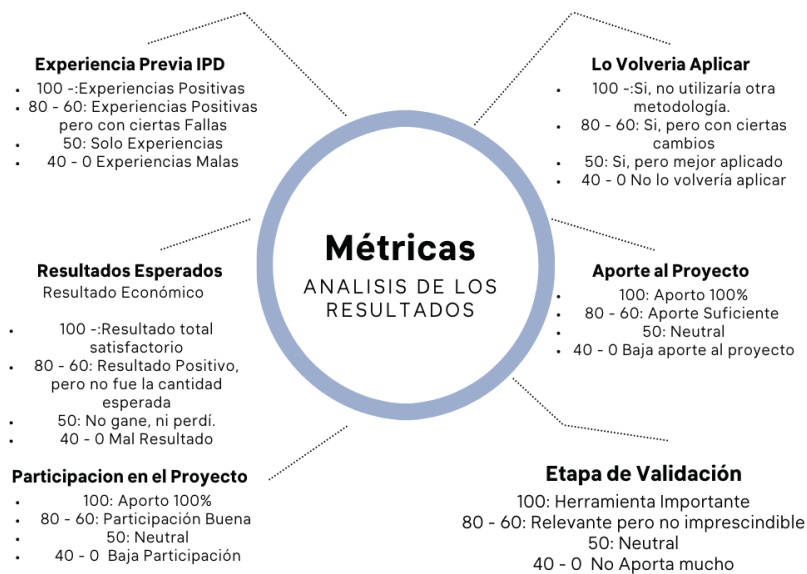 Experiencia Previa IPD
• 100 -:Experiencias Positivas
• 80 - 60: Experiencias Positivas
pero con ciertas Fallas
• 50: Solo Experiencias
• 40 - 0 Experiencias Malas
Lo Volveria Aplicar
• 100 -:Si, no utilizaría otra
metodología.
• 80 - 60: Si, pero con ciertas
cambios
• 50: Si, pero mejor aplicado
• 40 - 0 No lo volvería aplicar
Métricas
ANALISIS DE LOS
RESULTADOS
Resultados Esperados
Resultado Económico
• 100 -:Resultado total
satisfactorio
• 80 - 60: Resultado Positivo,
pero no fue la cantidad
esperada
• 50: No gane, ni perdí.
• 40 - 0 Mal Resultado
Aporte al Proyecto
• 100: Aporto 100%
• 80 - 60: Aporte Suficiente
• 50: Neutral
• 40 - 0 Baja aporte al proyecto
Participacion en el Proyecto
• 100: Aporto 100%
• 80 - 60: Participación Buena
• 50: Neutral
• 40 - 0 Baja Participación
Etapa de Validación
100: Herramienta Importante
80 - 60: Relevante pero no imprescindible
50: Neutral
40 - 0 No Aporta mucho